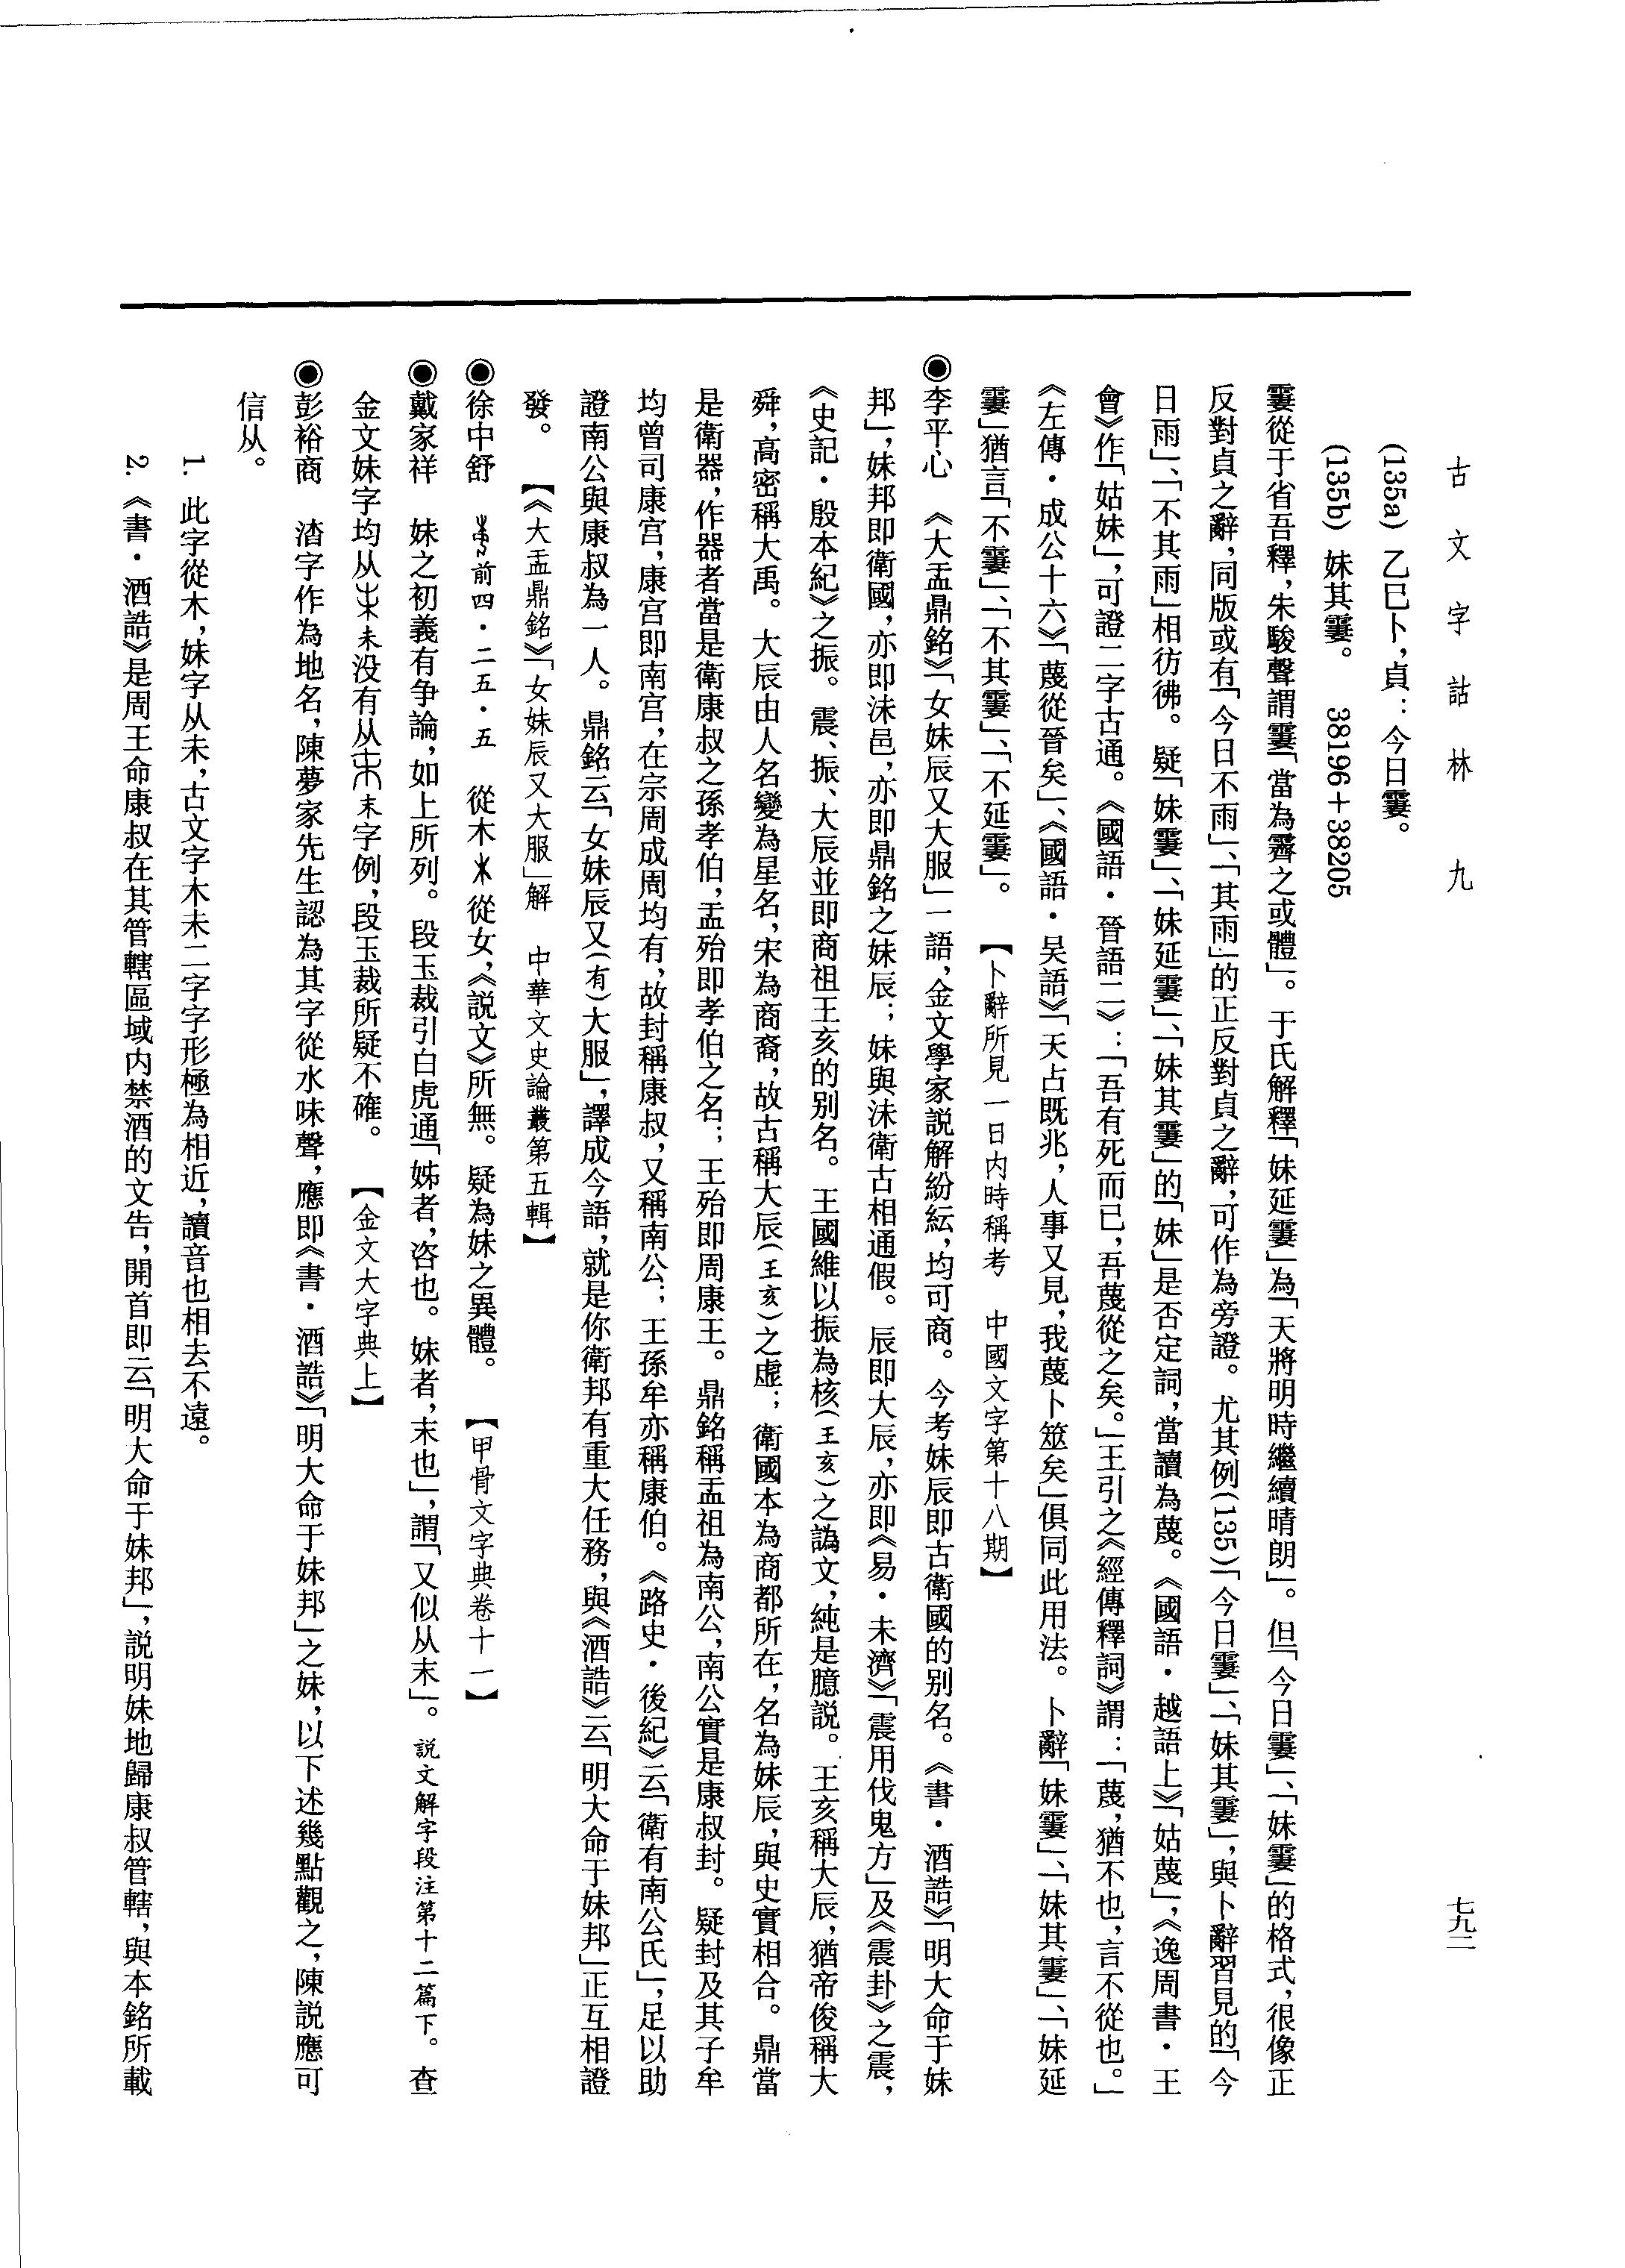 古文字詁林 九
七九二
(135a) 乙巳卜，貞：今日霋。
(135b) 妹其霋。 38196＋38205
霋從于省吾釋，朱駿聲謂霋「當為霽之或體」。于氏解釋「妹延霋」為「天將明時繼續晴朗」。但「今日霋」、「妹霋」的格式，很像正
反對貞之辭，同版或有「今日不雨」、「其雨」的正反對貞之辭，可作為旁證。尤其例(135)「今日霋」、「妹其霋」，與卜辭習見的「今
日雨」、「不其雨」相彷彿。疑「妹霋」、「妹延霋」、「妹其霋」的「妹」是否定詞，當讀為蔑。《國語·越語上》「姑蔑」，《逸周書·王
會》作「姑妹」，可證二字古通。《國語·晉語二》：「吾有死而已，吾蔑從之矣。」王引之《經傳釋詞》謂：「蔑，猶不也，言不從也。」
《左傳·成公十六》「蔑從晉矣」、《國語·吴語》「天占既兆，人事又見，我蔑卜筮矣」俱同此用法。卜辭「妹霋」、「妹其霋」、「妹延
霋」猶言「不霋」、「不其霋」、「不延霋」。 【卜辭所見一日内時稱考 中國文字第十八期】
◉李平心 《大盂鼎銘》「女妹辰又大服」一語，金文學家説解紛紜，均可商。今考妹辰即古衛國的别名。《書·酒誥》「明大命于妹
邦」，妹邦即衛國，亦即沬邑，亦即鼎銘之妹辰；妹與沬衛古相通假。辰即大辰，亦即《易·未濟》「震用伐鬼方」及《震卦》之震，
《史記·殷本紀》之振。震、振、大辰並即商祖王亥的别名。王國維以振為核（王亥）之譌文，純是臆説。王亥稱大辰，猶帝俊稱大
舜，高密稱大禹。大辰由人名變為星名，宋為商裔，故古稱大辰（王亥）之虚；衛國本為商都所在，名為妹辰，與史實相合。鼎當
是衛器，作器者當是衛康叔之孫孝伯，盂殆即孝伯之名；王殆即周康王。鼎銘稱盂祖為南公，南公實是康叔封。疑封及其子牟
均曾司康宫，康宫即南宫，在宗周成周均有，故封稱康叔，又稱南公；王孫牟亦稱康伯。《路史·後紀》云「衛有南公氏」，足以助
證南公與康叔為一人。鼎銘云「女妹辰又（有）大服」，譯成今語，就是你衛邦有重大任務，與《酒誥》云「明大命于妹邦」正互相證
發。 【《大盂鼎銘》「女妹辰又大服」解 中華文史論叢第五輯】
◉徐中舒 前四·二五·五 從木 從女，《説文》所無。疑為妹之異體。 【甲骨文字典卷十二】
◉戴家祥 妹之初義有争論，如上所列。段玉裁引白虎通「姊者，咨也。妹者，末也」，謂「又似从末」。説文解字段注第十二篇下。查
金文妹字均从 未没有从 末字例，段玉裁所疑不確。 【金文大字典上】
◉彭裕商 渣字作為地名，陳夢家先生認為其字從水味聲，應即《書·酒誥》「明大命于妹邦」之妹，以下述幾點觀之，陳説應可
信从。
1. 此字從木，妹字从未，古文字木未二字字形極為相近，讀音也相去不遠。
2. 《書·酒誥》是周王命康叔在其管轄區域内禁酒的文告，開首即云「明大命于妹邦」，説明妹地歸康叔管轄，與本銘所載